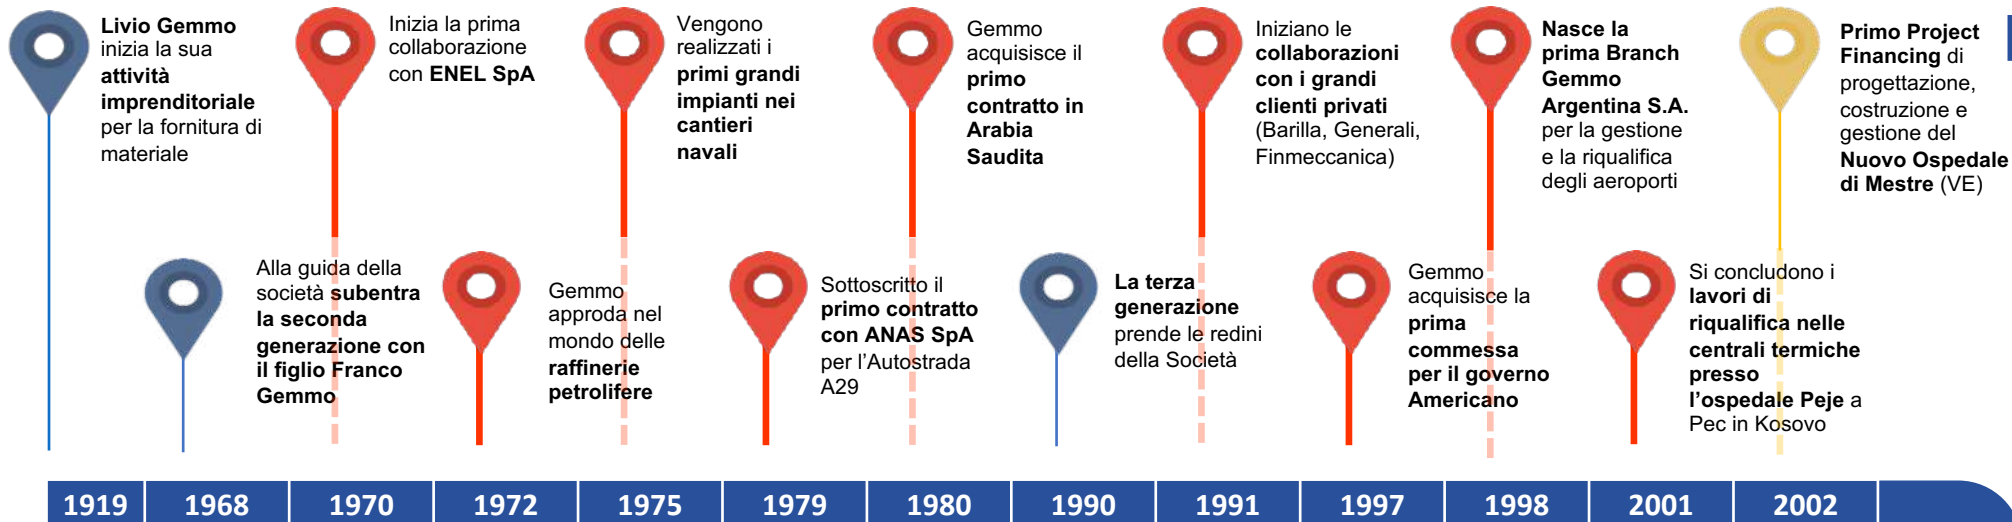 Livio Gemmo
inizia la sua
attività
imprenditoriale
per la fornitura di
materiale
Inizia la prima
collaborazione
con ENEL SpA
Vengono
realizzati i
primi grandi
impianti nei
cantieri
navali
Gemmo
acquisisce il
primo
contratto in
Arabia
Saudita
Iniziano le
collaborazioni
con i grandi
clienti privati
(Barilla, Generali,
Finmeccanica)
Nasce la
prima Branch
Gemmo
Argentina S.A.
per la gestione
e la riqualifica
degli aeroporti
Primo Project
Financing di
progettazione,
costruzione e
gestione del
Nuovo Ospedale
di Mestre (VE)
Alla guida della
società subentra
la seconda
generazione con
il figlio Franco
Gemmo
Gemmo
approda nel
mondo delle
raffinerie
petrolifere
Sottoscritto il
primo contratto
con ANAS SpA
per l'Autostrada
A29
La terza
generazione
prende le redini
della Società
Gemmo
acquisisce la
prima
commessa
per il governo
Americano
Si concludono i
lavori di
riqualifica nelle
centrali termiche
presso
l'ospedale Peje a
Pec in Kosovo
1919 1968 1970 1972 1975 1979 1980 1990 1991 1997 1998 2001 2002